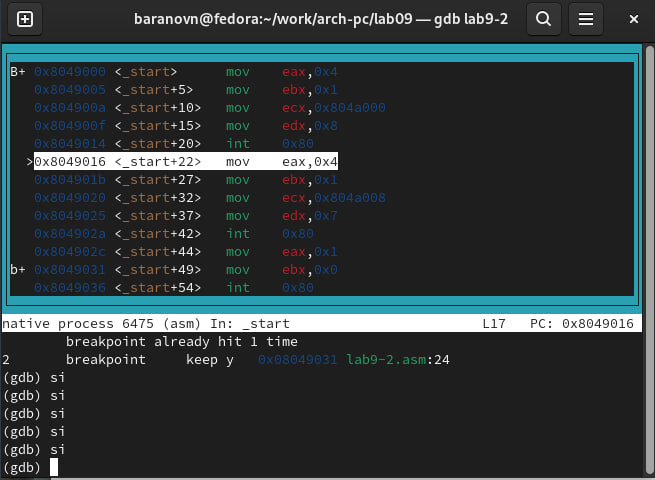 baranovn@fedora:~/work/arch-pc/lab09 — gdb lab9-2
B+ 0x8049000 <_start> mov eax,0x4
0x8049005 <_start+5> mov ebx,0x1
0x804900a <_start+10> mov ecx,0x804a000
0x804900f <_start+15> mov edx,0x8
0x8049014 <_start+20> int 0x80
>0x8049016 <_start+22> mov eax,0x4
0x804901b <_start+27> mov ebx,0x1
0x8049020 <_start+32> mov ecx,0x804a008
0x8049025 <_start+37> mov edx,0x7
0x804902a <_start+42> int 0x80
0x804902c <_start+44> mov eax,0x1
b+ 0x8049031 <_start+49> mov ebx,0x0
0x8049036 <_start+54> int 0x80
native process 6475 (asm) In: _start L17 PC: 0x8049016
breakpoint already hit 1 time
2 breakpoint keep y 0x08049031 lab9-2.asm:24
(gdb) si
(gdb) si
(gdb) si
(gdb) si
(gdb) si
(gdb)